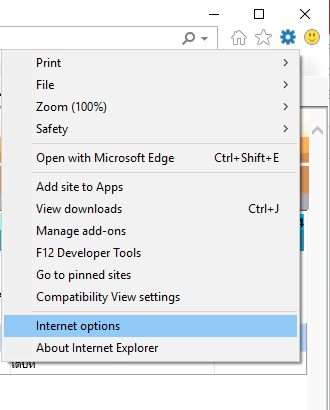 Print
File
Zoom (100%)
Safety
Open with Microsoft Edge Ctrl+Shift+E
Add site to Apps
View downloads Ctrl+J
Manage add-ons
F12 Developer Tools
Go to pinned sites
Compatibility View settings
Internet options
About Internet Explorer